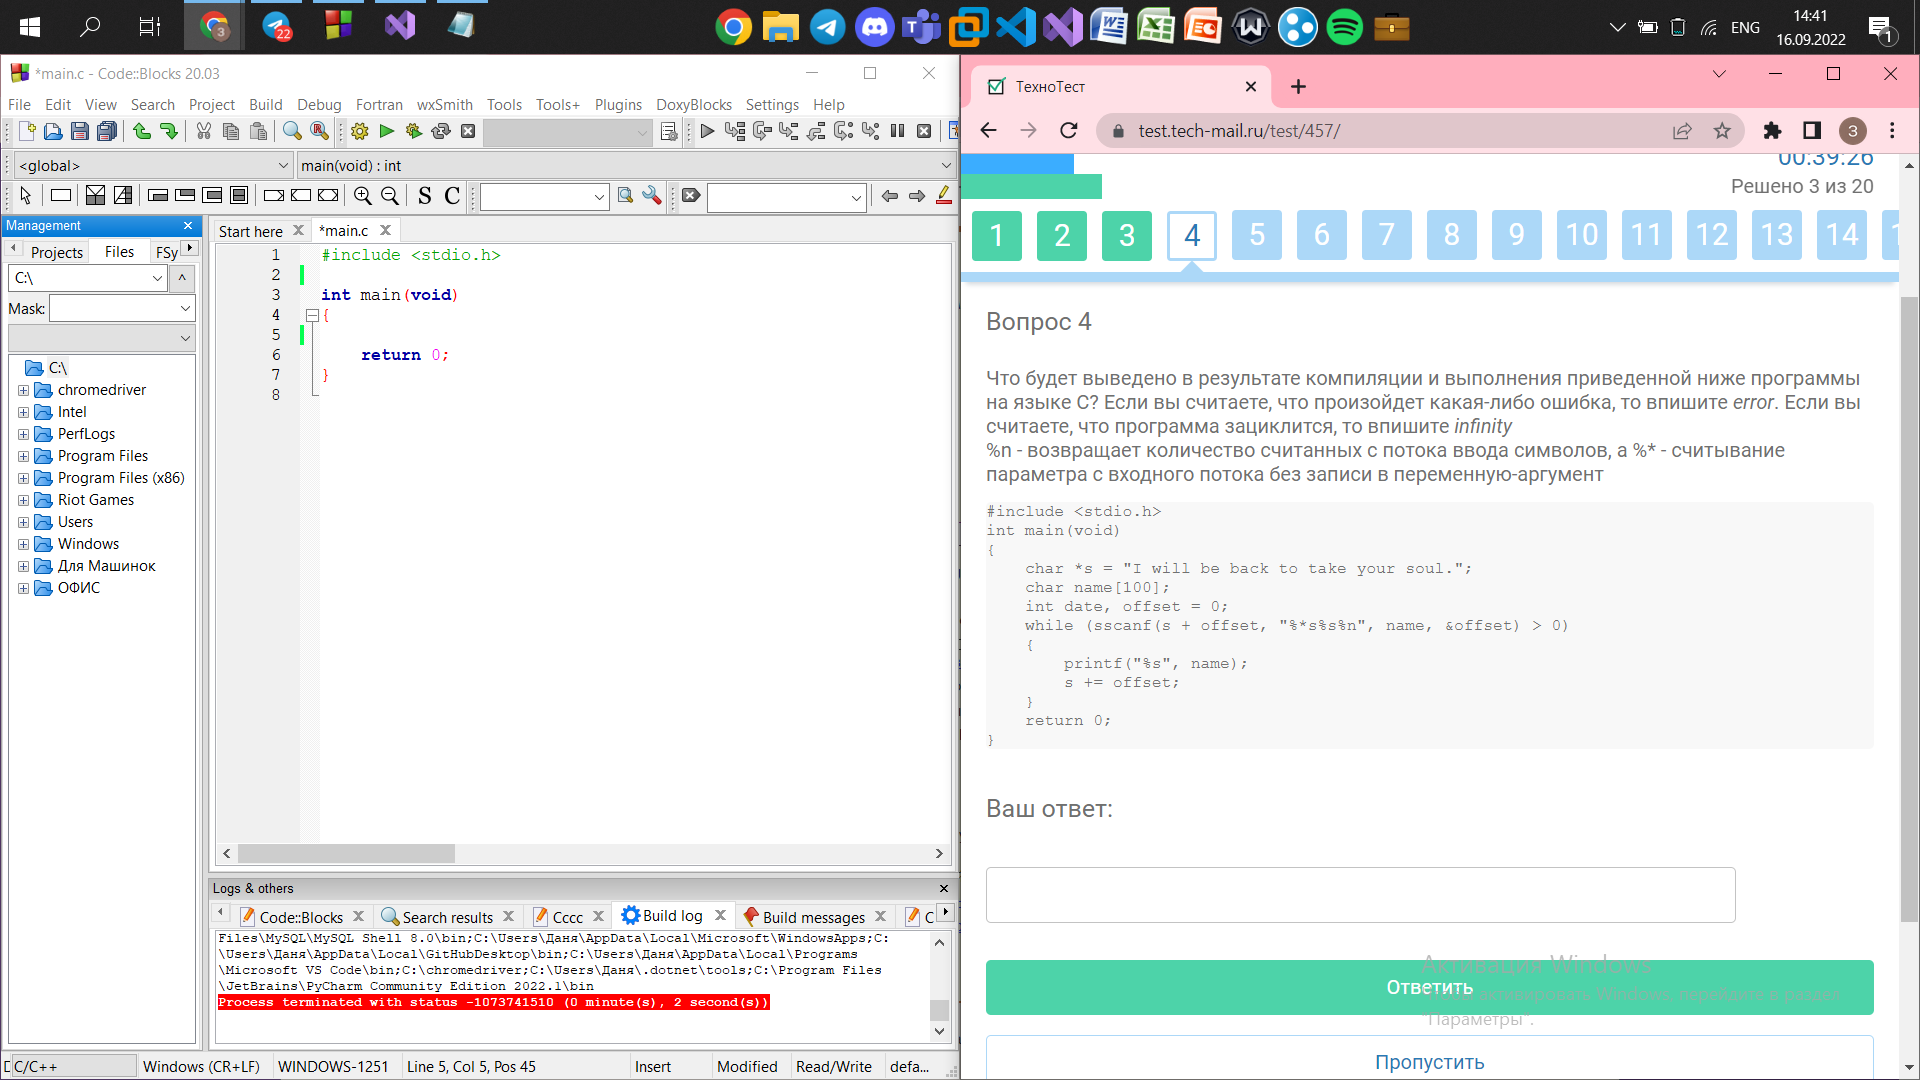 3
22
ENG
14:41
16.09.2022
1
*main.c - Code::Blocks 20.03
File Edit View Search Project Build Debug Fortran wxSmith Tools Tools+ Plugins DoxyBlocks Settings Help
<global>
main(void) : int
S C
Management
Projects Files FSy
C:\
^
Mask:
C:\
chromedriver
Intel
PerfLogs
Program Files
Program Files (x86)
Riot Games
Users
Windows
Для Машинок
ОФИС
Start here *main.c
1 #include <stdio.h>
2
3 int main(void)
4 {
5
6 return 0;
7 }
8
Logs & others
Code::Blocks Search results Cccc Build log Build messages C
Files\MySQL\MySQL Shell 8.0\bin;C:\Users\Даня\AppData\Local\Microsoft\WindowsApps;C:
\Users\Даня\AppData\Local\GitHubDesktop\bin;C:\Users\Даня\AppData\Local\Programs
\Microsoft VS Code\bin;C:\chromedriver;C:\Users\Даня\.dotnet\tools;C:\Program Files
\JetBrains\PyCharm Community Edition 2022.1\bin
Process terminated with status -1073741510 (0 minute(s), 2 second(s))
C/C++ Windows (CR+LF) WINDOWS-1251 Line 5, Col 5, Pos 45 Insert Modified Read/Write defa...
ТехноТест
test.tech-mail.ru/test/457/
3
00:39:26
Решено 3 из 20
1 2 3 4 5 6 7 8 9 10 11 12 13 14
Вопрос 4
Что будет выведено в результате компиляции и выполнения приведенной ниже программы
на языке С? Если вы считаете, что произойдет какая-либо ошибка, то впишите error. Если вы
считаете, что программа зациклится, то впишите infinity
%n - возвращает количество считанных с потока ввода символов, а %* - считывание
параметра с входного потока без записи в переменную-аргумент
#include <stdio.h>
int main(void)
{
char *s = "I will be back to take your soul.";
char name[100];
int date, offset = 0;
while (sscanf(s + offset, "%*s%s%n", name, &offset) > 0)
{
printf("%s", name);
s += offset;
}
return 0;
}
Ваш ответ:
Активация Windows
Ответить
"Параметры".
Пропустить